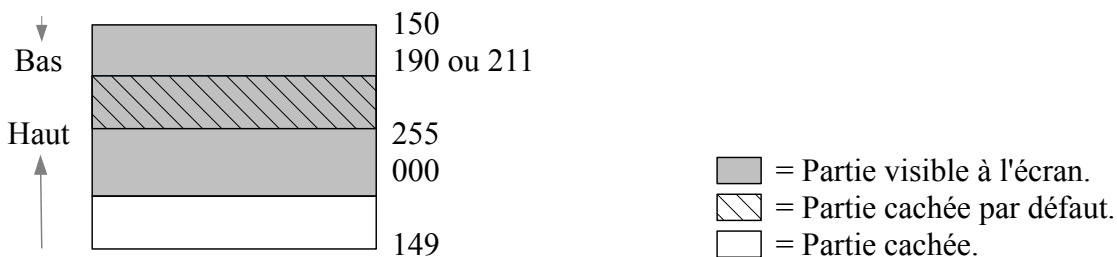 150
Bas
190 ou 211
Haut
255
000
149
= Partie visible à l'écran.
= Partie cachée par défaut.
= Partie cachée.